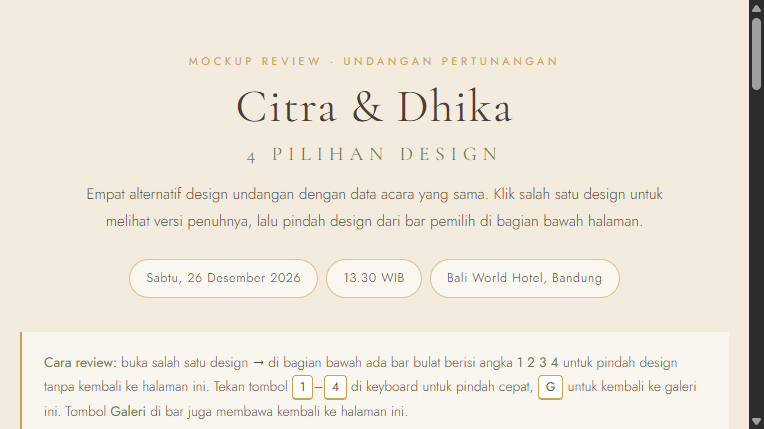 MOCKUP REVIEW · UNDANGAN PERTUNANGAN
Citra & Dhika
4 PILIHAN DESIGN
Empat alternatif design undangan dengan data acara yang sama. Klik salah satu design untuk
melihat versi penuhnya, lalu pindah design dari bar pemilih di bagian bawah halaman.
Sabtu, 26 Desember 2026
13.30 WIB
Bali World Hotel, Bandung
Cara review: buka salah satu design → di bagian bawah ada bar bulat berisi angka 1 2 3 4 untuk pindah design
tanpa kembali ke halaman ini. Tekan tombol 1–4 di keyboard untuk pindah cepat, G untuk kembali ke galeri
ini. Tombol Galeri di bar juga membawa kembali ke halaman ini.